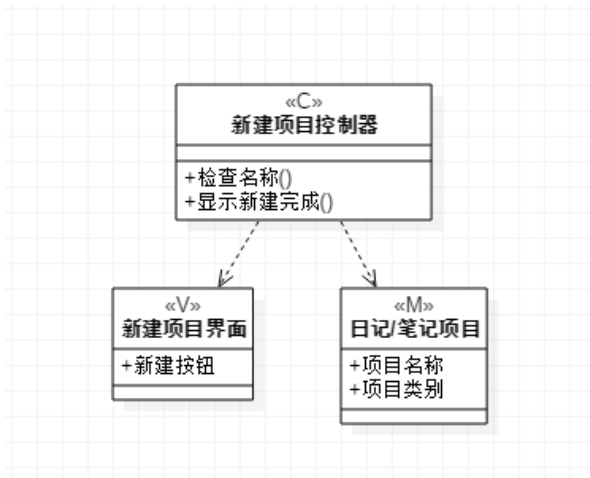 «C»
新建项目控制器
+检查名称()
+显示新建完成()
«V»
新建项目界面
+新建按钮
«M»
日记/笔记项目
+项目名称
+项目类别